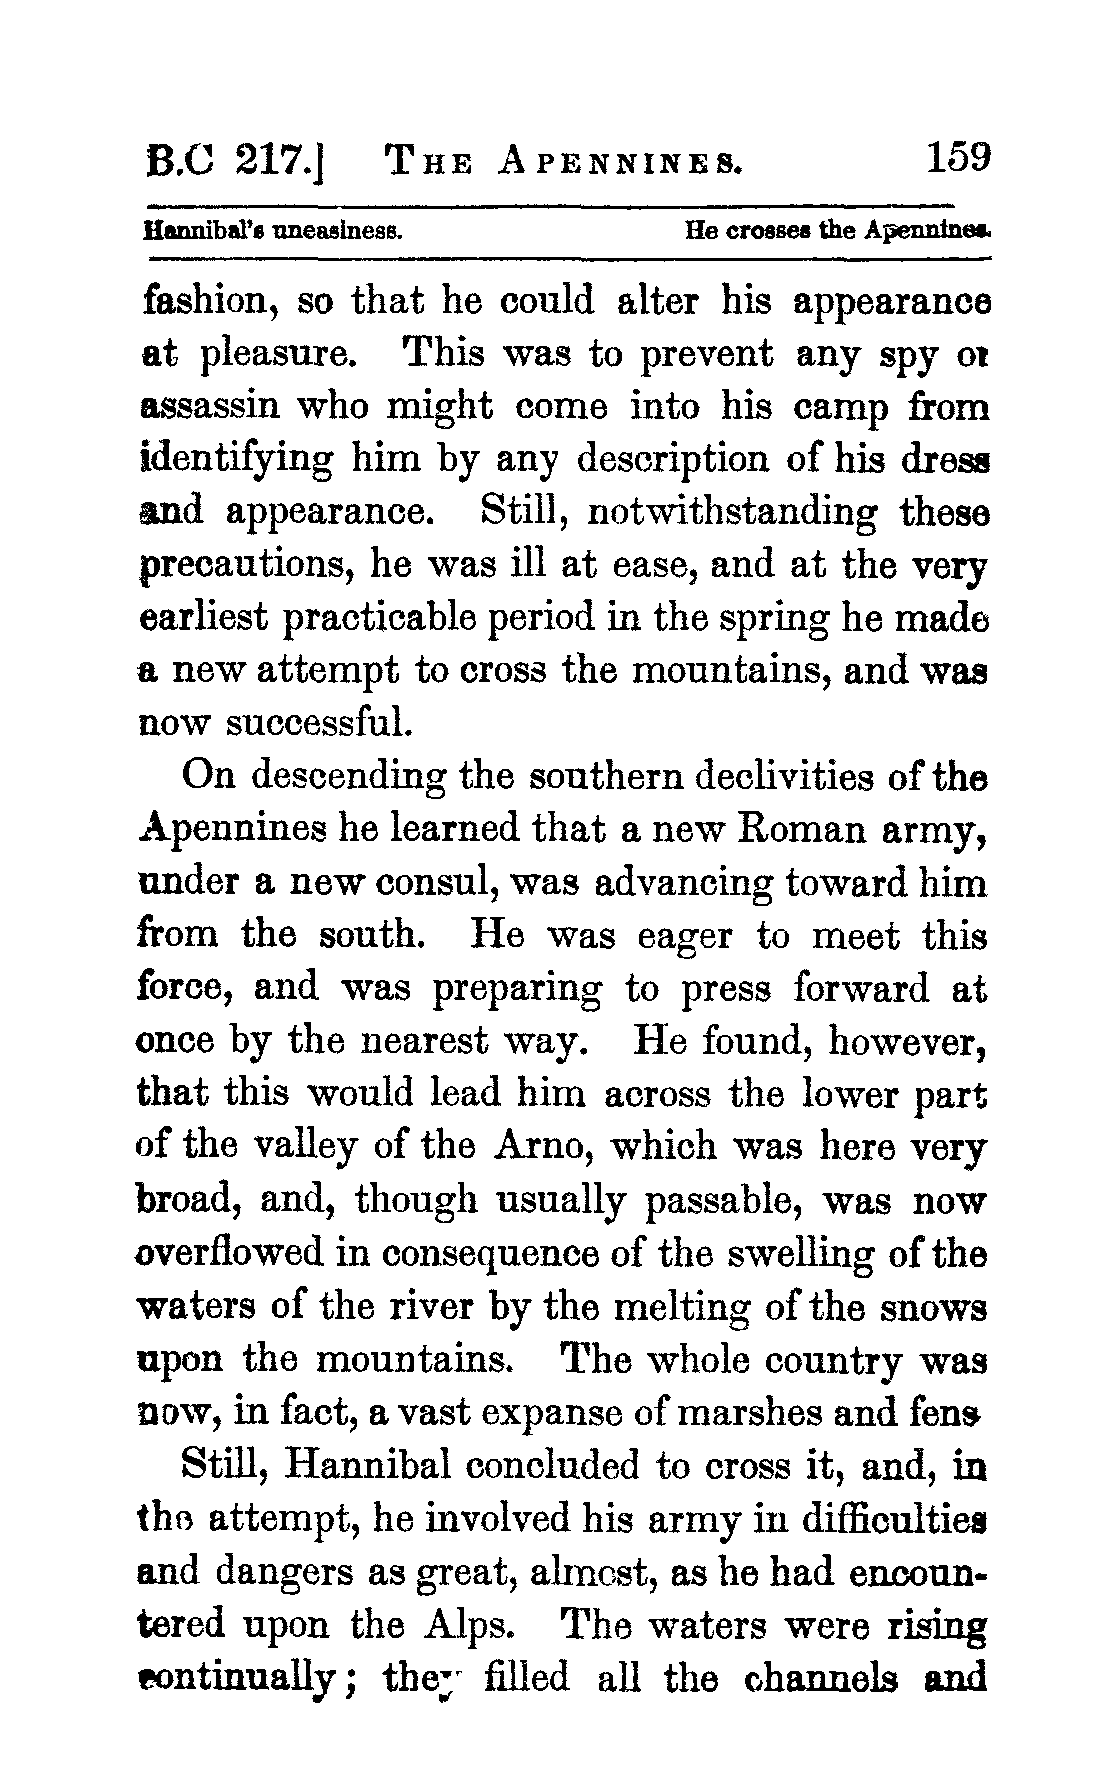 B.C 217.] THE APENNINES. 159
Hannibal's uneasiness. He crosses the Apennines.
fashion, so that he could alter his appearance
at pleasure. This was to prevent any spy or
assassin who might come into his camp from
identifying him by any description of his dress
and appearance. Still, notwithstanding these
precautions, he was ill at ease, and at the very
earliest practicable period in the spring he made
a new attempt to cross the mountains, and was
now successful.
On descending the southern declivities of the
Apennines he learned that a new Roman army,
under a new consul, was advancing toward him
from the south. He was eager to meet this
force, and was preparing to press forward at
once by the nearest way. He found, however,
that this would lead him across the lower part
of the valley of the Arno, which was here very
broad, and, though usually passable, was now
overflowed in consequence of the swelling of the
waters of the river by the melting of the snows
upon the mountains. The whole country was
now, in fact, a vast expanse of marshes and fens
Still, Hannibal concluded to cross it, and, in
the attempt, he involved his army in difficulties
and dangers as great, almost, as he had encoun-
tered upon the Alps. The waters were rising
continually; they filled all the channels and